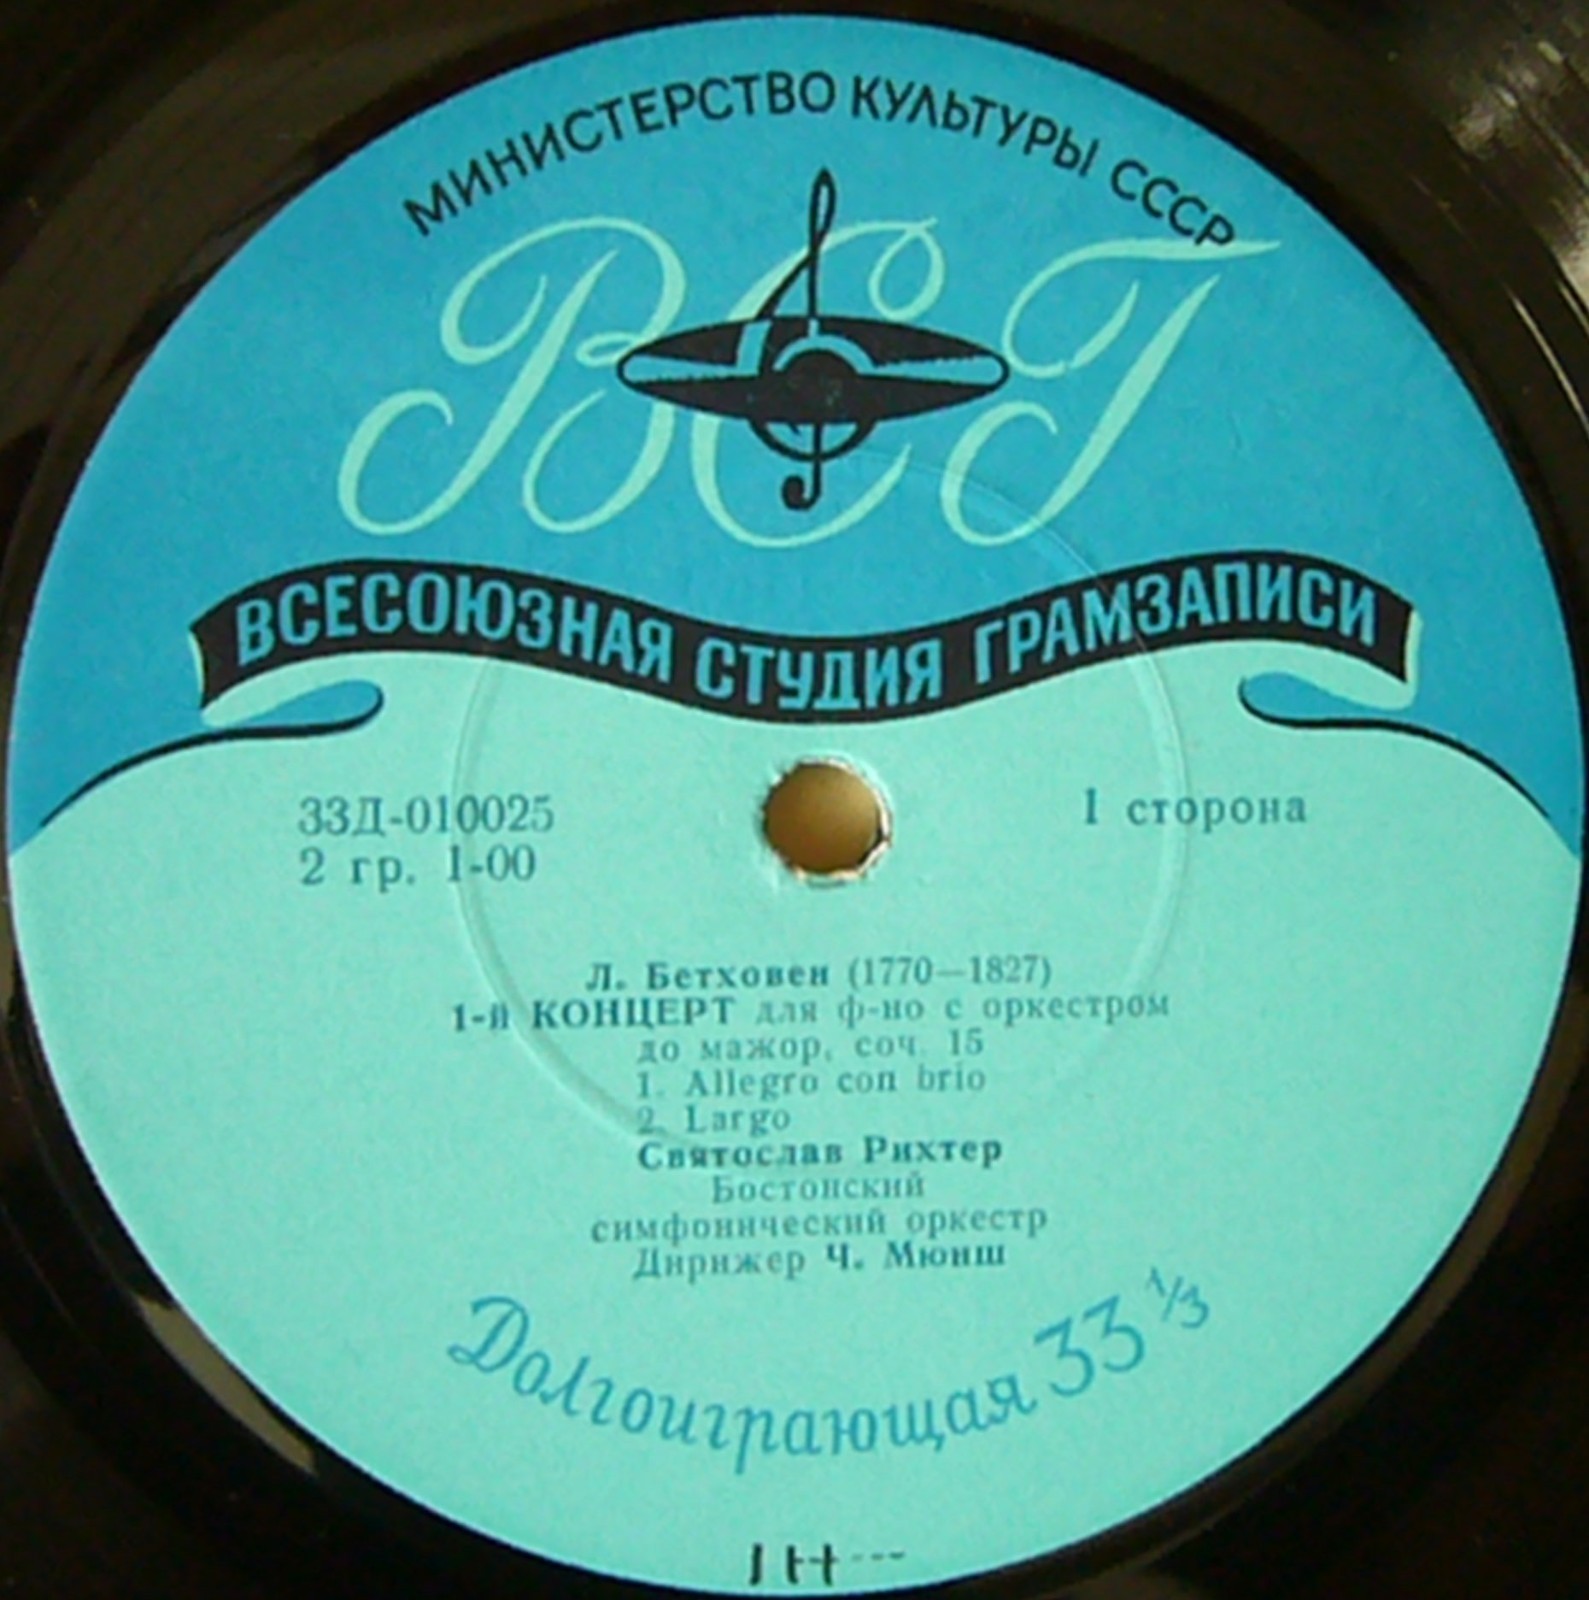 МИНИСТЕРСТВО КУЛЬТУРЫ СССР
ВСГ
ВСЕСОЮЗНАЯ СТУДИЯ ГРАМЗАПИСИ
33Д-010025
2 гр. 1-00
1 сторона
Л. Бетховен (1770—1827)
1-й КОНЦЕРТ для ф-но с оркестром
до мажор, соч. 15
1. Allegro con brio
2. Largo
Святослав Рихтер
Бостонский
симфонический оркестр
Дирижер Ч. Мюнш
Долгоиграющая 33 1/3